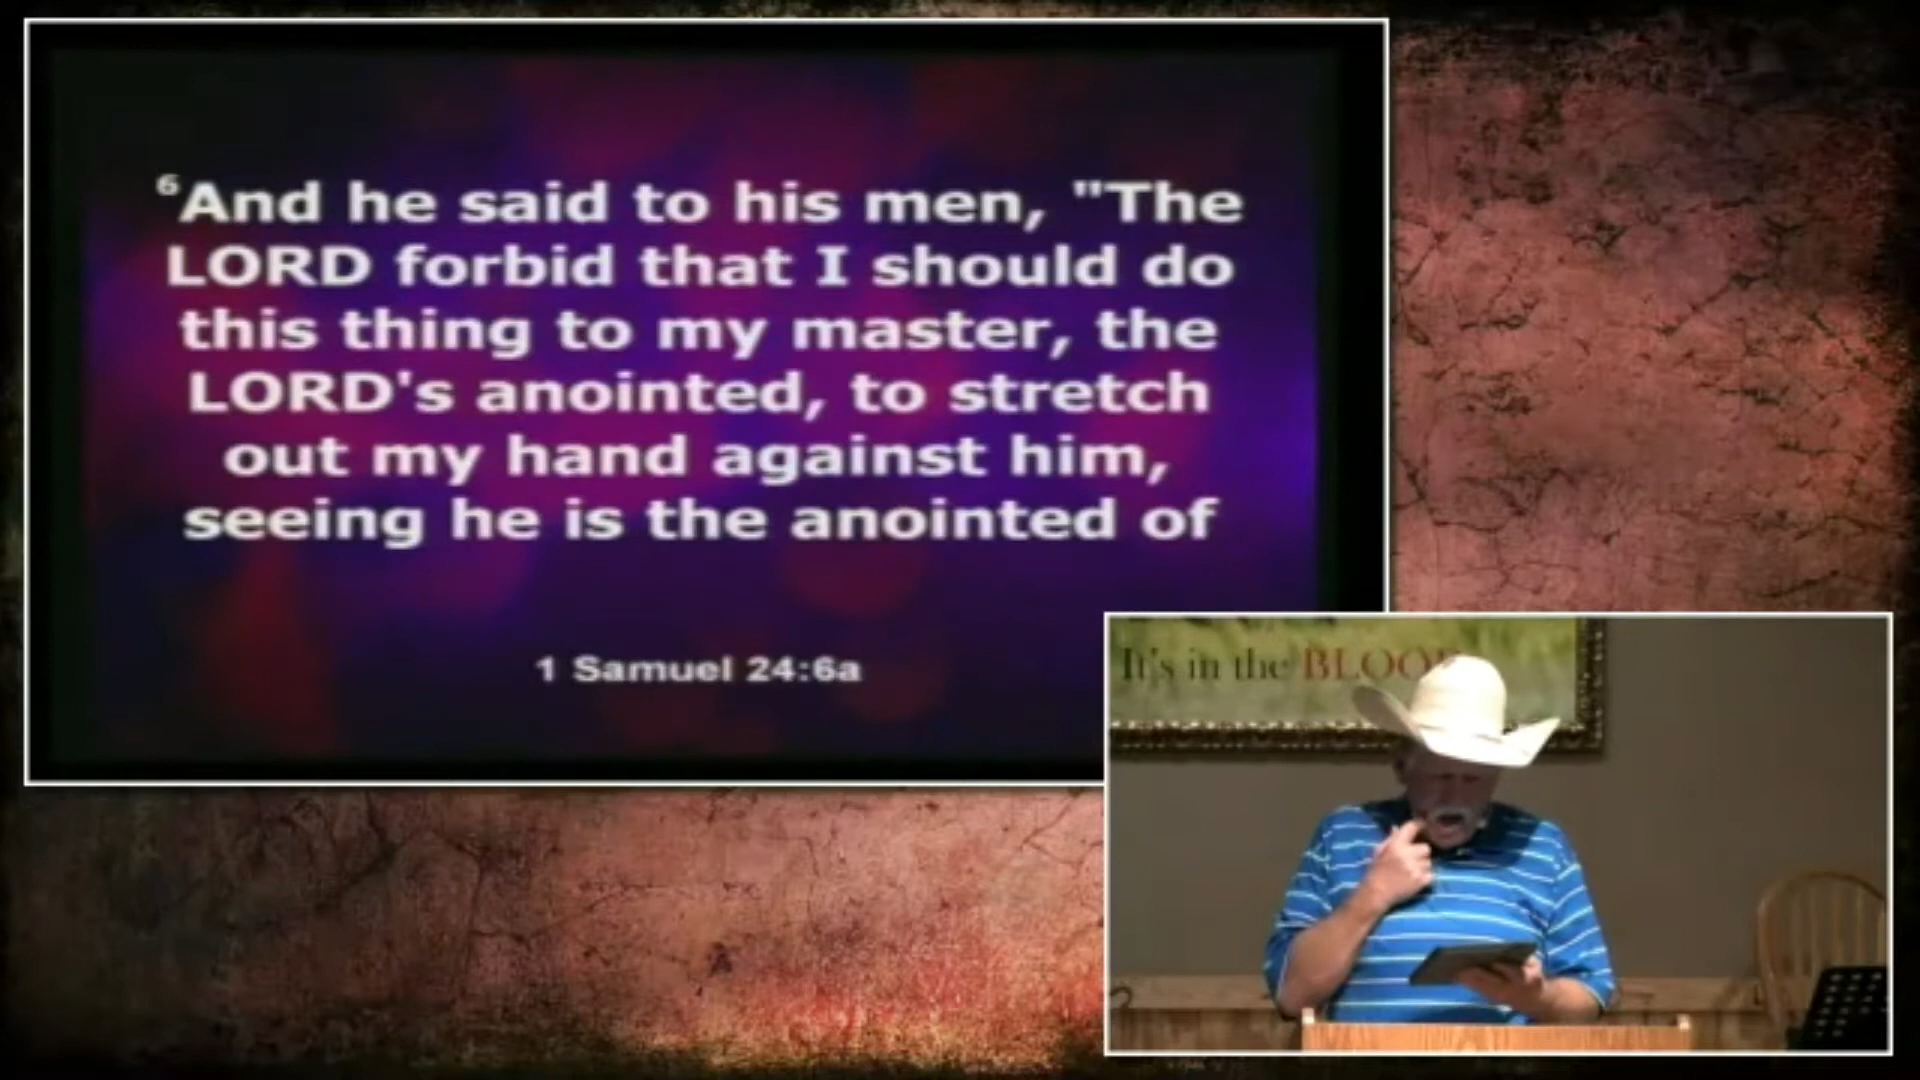 ⁶And he said to his men, "The
LORD forbid that I should do
this thing to my master, the
LORD's anointed, to stretch
out my hand against him,
seeing he is the anointed of
1 Samuel 24:6a
It's in the BLOOD